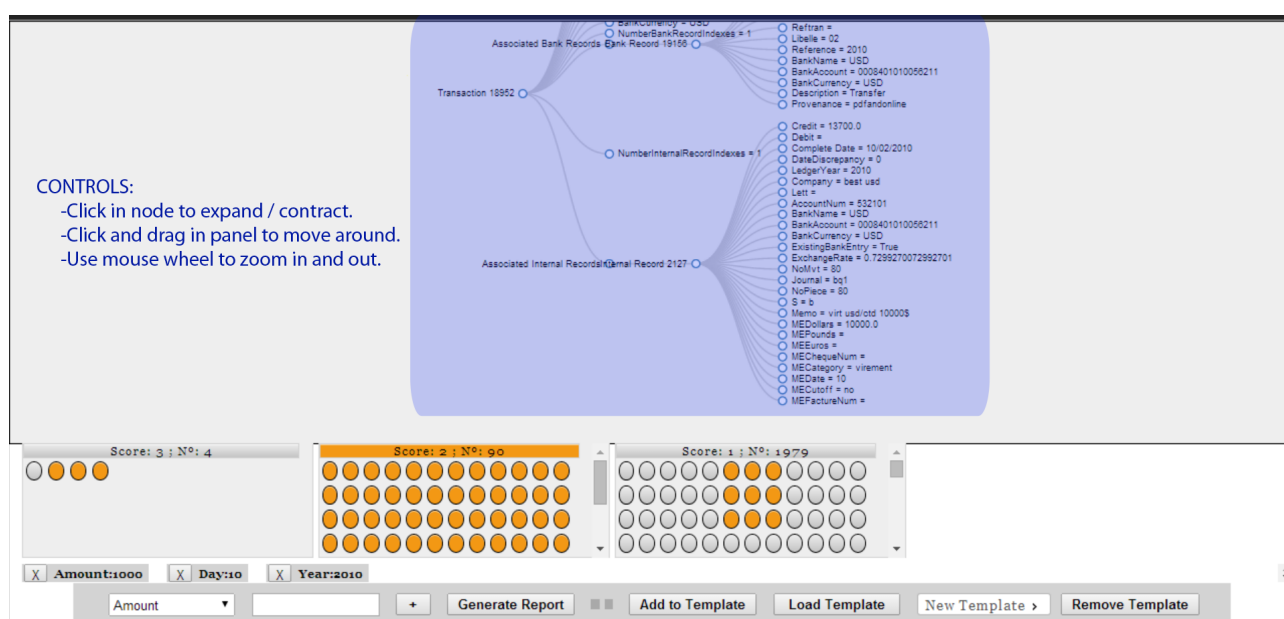 BankCurrency = USD
NumberBankRecordIndexes = 1
Associated Bank Records
Bank Record 19156
Transaction 18952
NumberInternalRecordIndexes = 1
Associated Internal Records
Internal Record 2127
Reftran =
Libelle = 02
Reference = 2010
BankName = USD
BankAccount = 0008401010056211
BankCurrency = USD
Description = Transfer
Provenance = pdfandonline
Credit = 13700.0
Debit =
Complete Date = 10/02/2010
DateDiscrepancy = 0
LedgerYear = 2010
Company = best usd
Lett =
AccountNum = 532101
BankName = USD
BankAccount = 0008401010056211
BankCurrency = USD
ExistingBankEntry = True
ExchangeRate = 0.7299270072992701
NoMvt = 80
Journal = bq1
NoPiece = 80
S = b
Memo = virt usd/otd 10000$
MEDollars = 10000.0
MEPounds =
MEEuros =
MEChequeNum =
MECategory = virement
MEDate = 10
MECutoff = no
MEFactureNum =
CONTROLS:
-Click in node to expand / contract.
-Click and drag in panel to move around.
-Use mouse wheel to zoom in and out.
Score: 3 ; Nº: 4
Score: 2 ; Nº: 90
Score: 1 ; Nº: 1979
X Amount:1000 X Day:10 X Year:2010
Amount + Generate Report Add to Template Load Template New Template › Remove Template